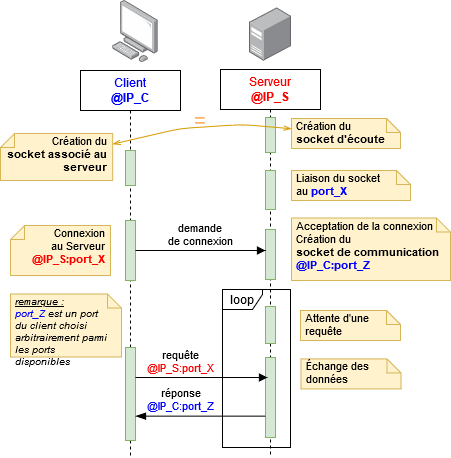 Client
@IP_C
Serveur
@IP_S
=
Création du
socket associé au
serveur
Création du
socket d'écoute
Liaison du socket
au port_X
Connexion
au Serveur
@IP_S:port_X
demande
de connexion
Acceptation de la connexion
Création du
socket de communication
@IP_C:port_Z
remarque :
port_Z est un port
du client choisi
arbitrairement parmi
les ports
disponibles
loop
Attente d'une
requête
requête
@IP_S:port_X
Échange des
données
réponse
@IP_C:port_Z